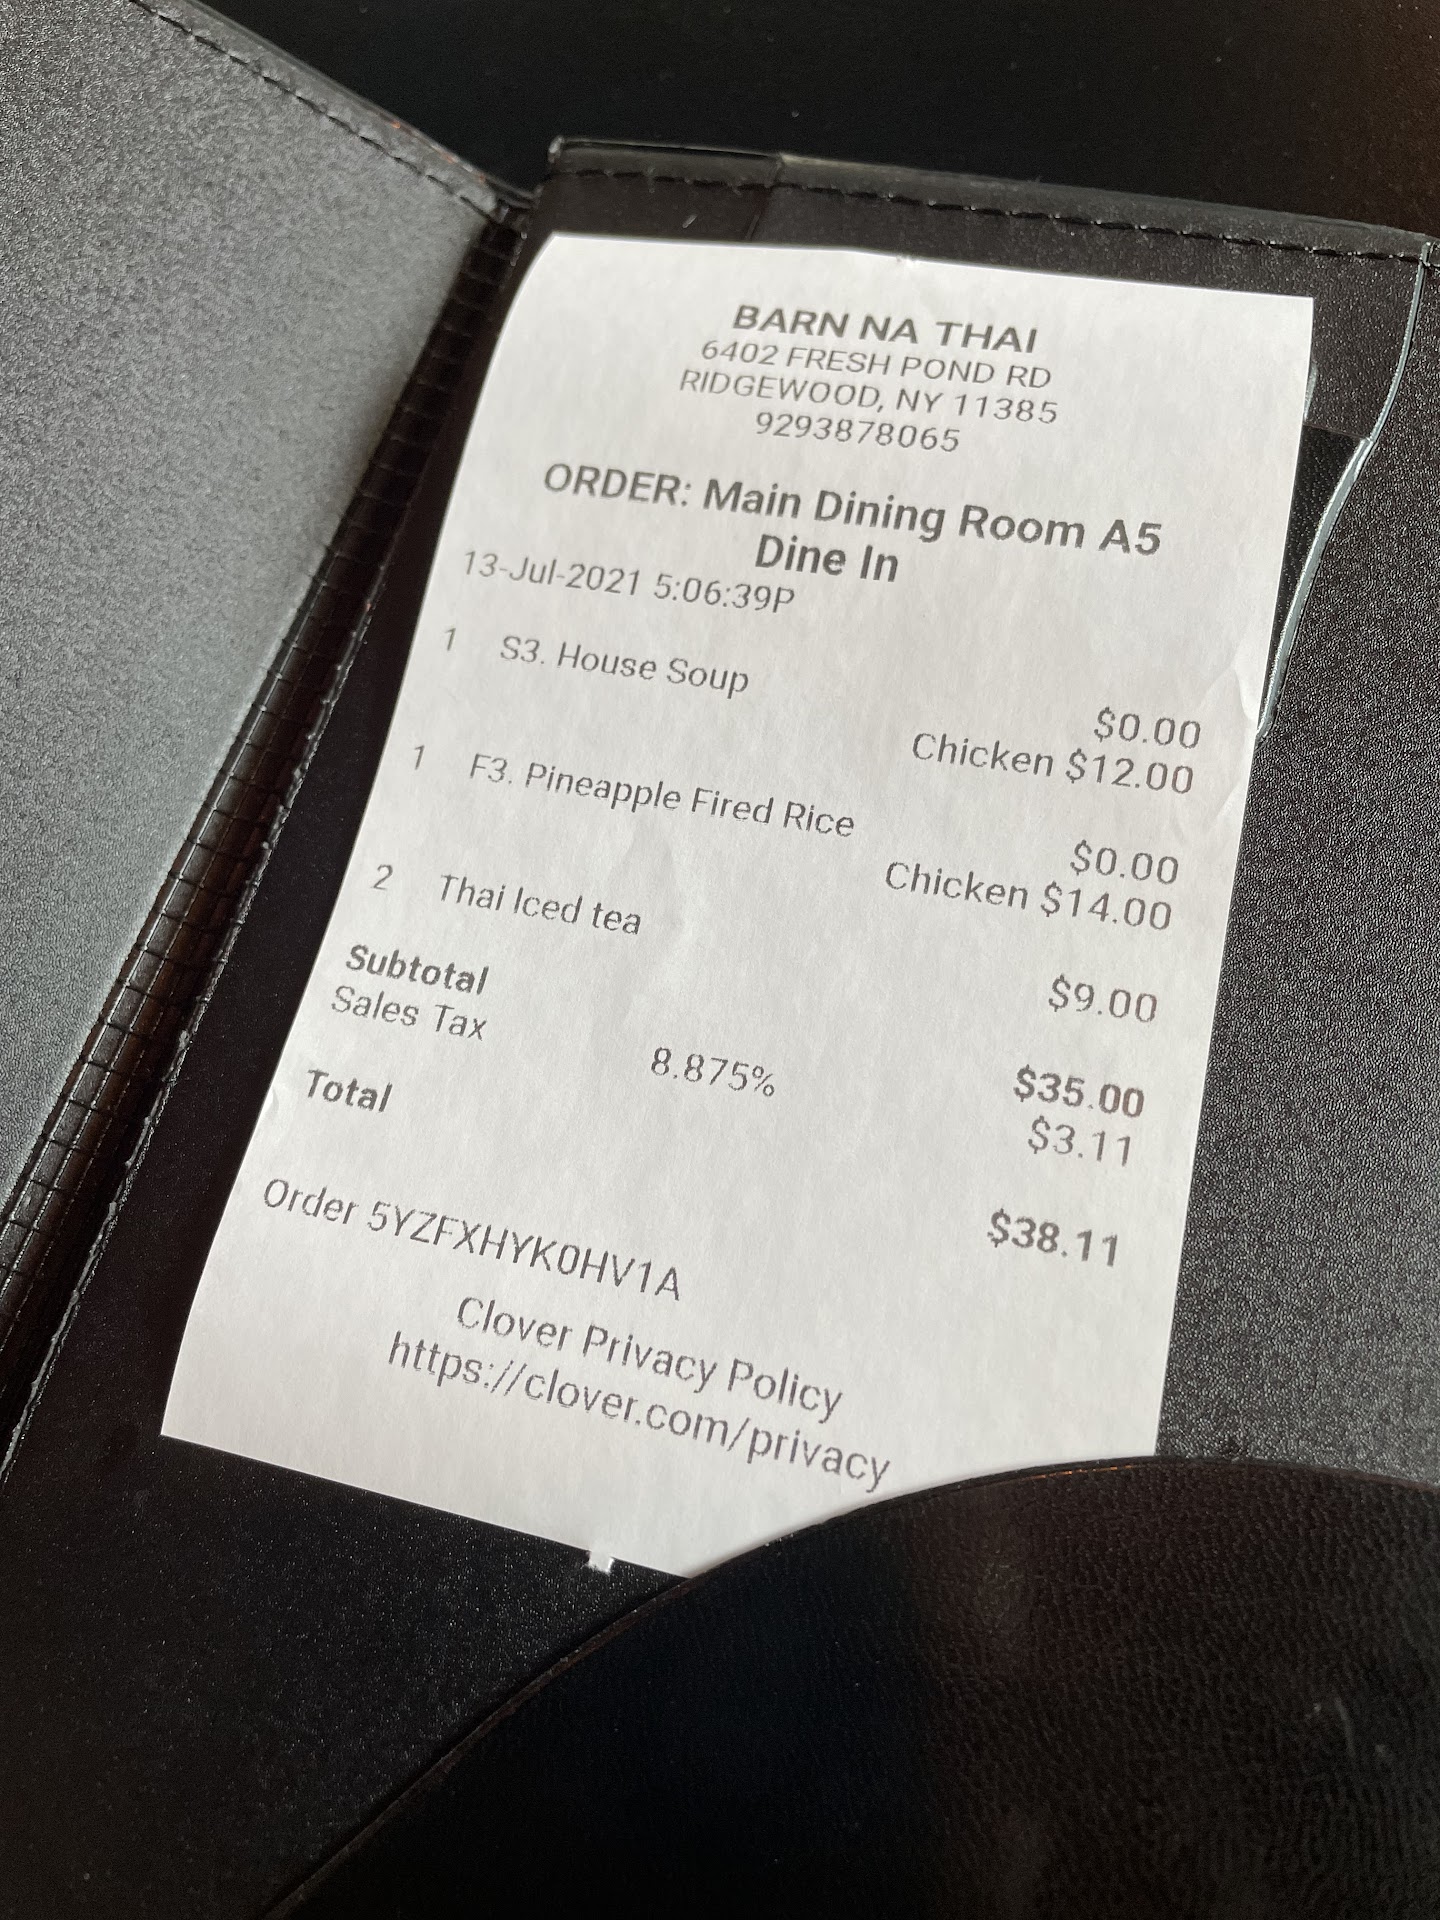 BARN NA THAI
6402 FRESH POND RD
RIDGEWOOD, NY 11385
9293878065
ORDER: Main Dining Room A5
Dine In
13-Jul-2021 5:06:39P
1 S3. House Soup
$0.00
Chicken $12.00
1 F3. Pineapple Fired Rice
$0.00
Chicken $14.00
2 Thai Iced tea
$9.00
Subtotal $35.00
Sales Tax 8.875% $3.11
Total $38.11
Order 5YZFXHYK0HV1A
Clover Privacy Policy
https://clover.com/privacy